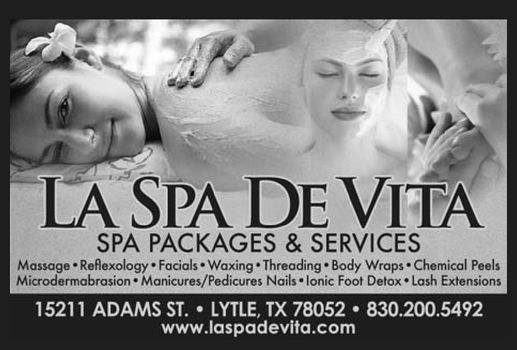 LA SPA DE VITA
SPA PACKAGES & SERVICES
Massage • Reflexology • Facials • Waxing • Threading • Body Wraps • Chemical Peels
Microdermabrasion • Manicures/Pedicures Nails • Ionic Foot Detox • Lash Extensions
15211 ADAMS ST. • LYTLE, TX 78052 • 830.200.5492
www.laspadevita.com